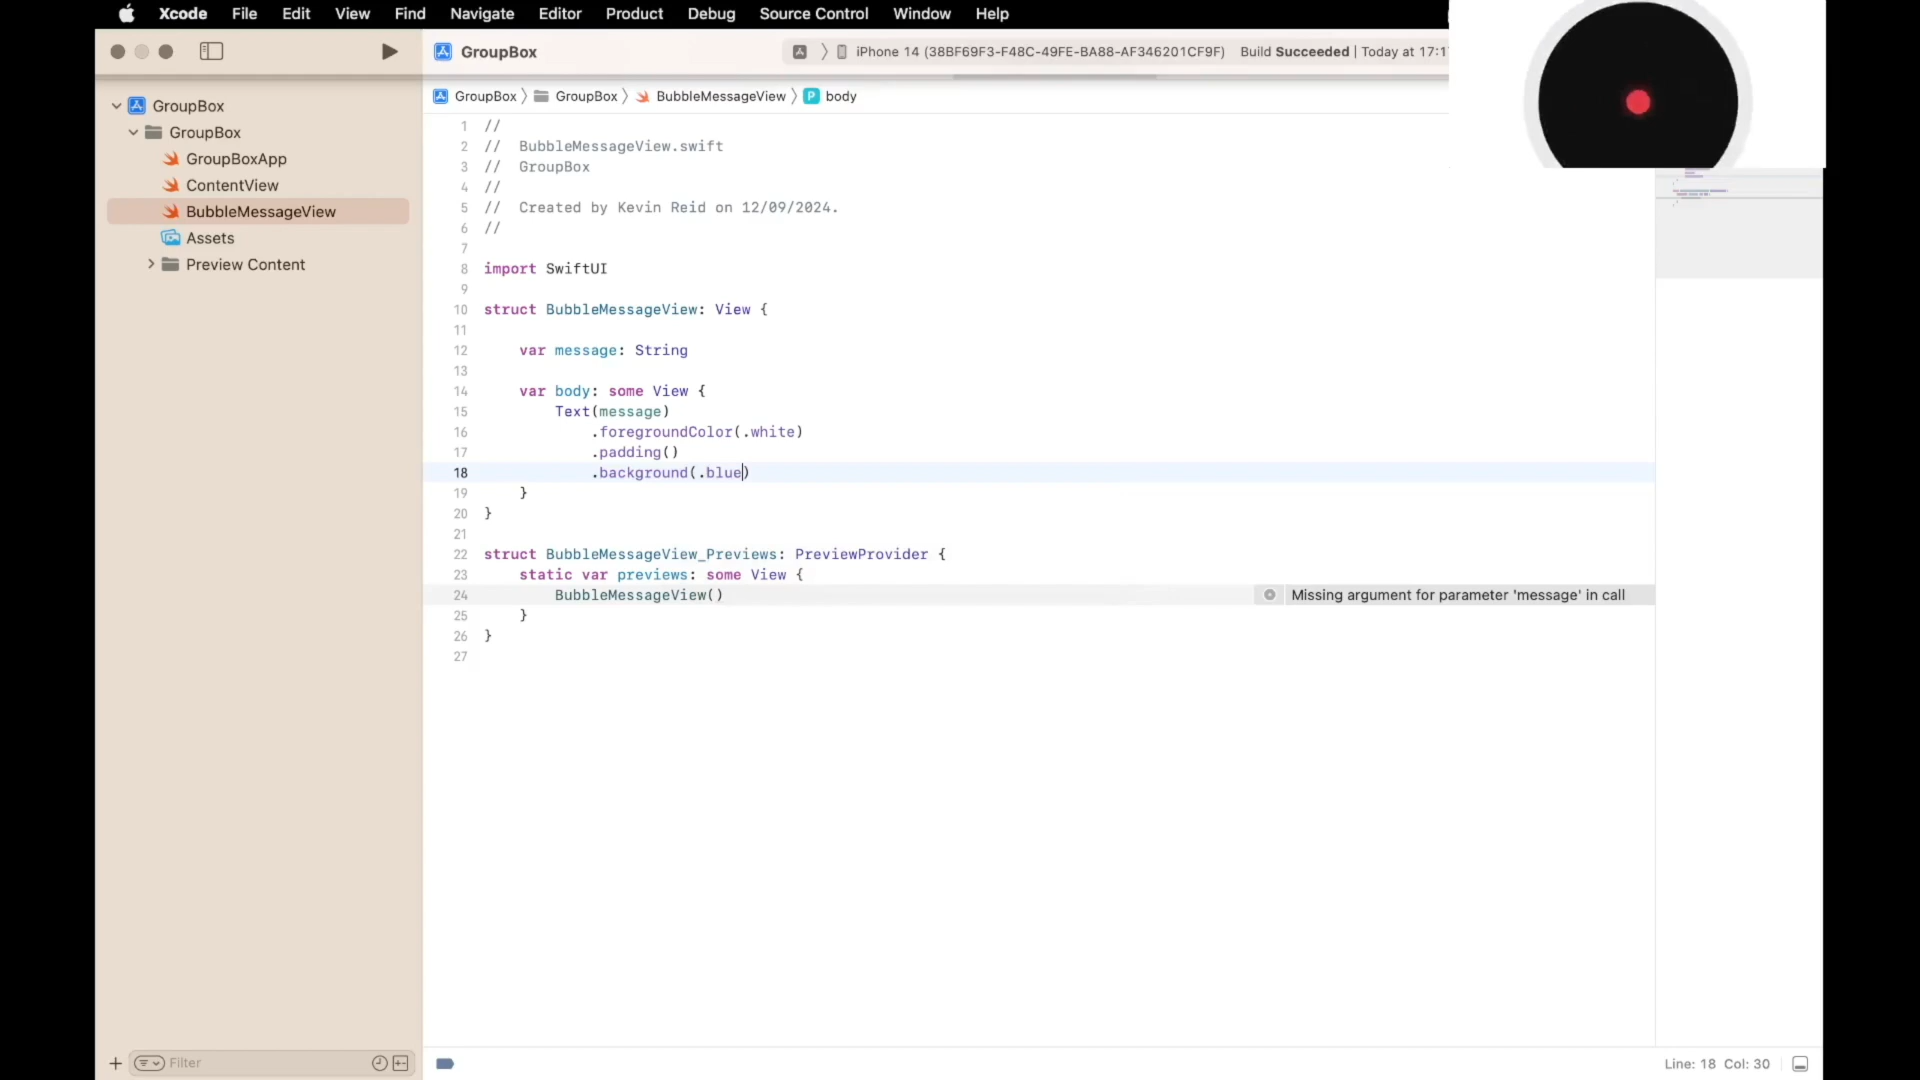 Xcode File Edit View Find Navigate Editor Product Debug Source Control Window Help
GroupBox
iPhone 14 (38BF69F3-F48C-49FE-BA88-AF346201CF9F) Build Succeeded | Today at 17:1
GroupBox
GroupBox
GroupBoxApp
ContentView
BubbleMessageView
Assets
Preview Content
GroupBox GroupBox BubbleMessageView P body
1 //
2 // BubbleMessageView.swift
3 // GroupBox
4 //
5 // Created by Kevin Reid on 12/09/2024.
6 //
7
8 import SwiftUI
9
10 struct BubbleMessageView: View {
11
12 var message: String
13
14 var body: some View {
15 Text(message)
16 .foregroundColor(.white)
17 .padding()
18 .background(.blue)
19 }
20 }
21
22 struct BubbleMessageView_Previews: PreviewProvider {
23 static var previews: some View {
24 BubbleMessageView() Missing argument for parameter 'message' in call
25 }
26 }
27
Filter
Line: 18 Col: 30